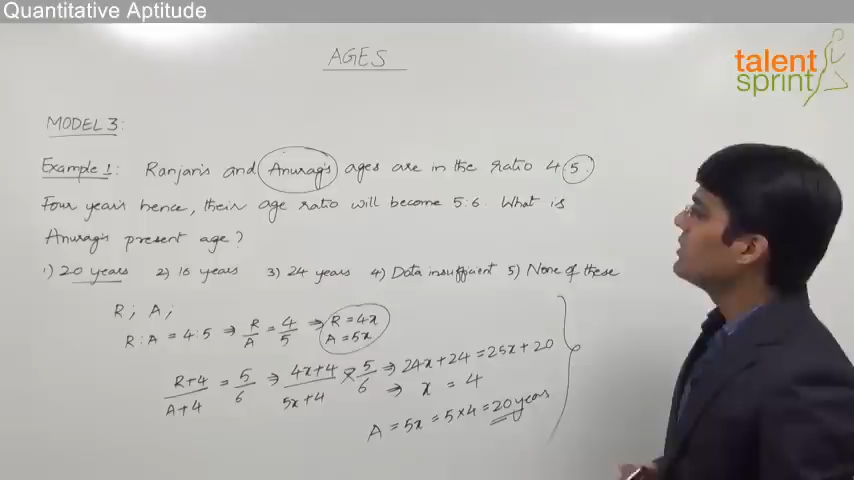 Quantitative Aptitude
AGES
talent
sprint
MODEL 3:
Example 1: Ranjan's and Anurag's ages are in the ratio 4:5.
Four years hence, their age ratio will become 5:6. What is
Anurag's present age?
1) 20 years 2) 16 years 3) 24 years 4) Data insufficient 5) None of these
R; A;
R:A = 4:5 ⇒ R/A = 4/5 ⇒ R = 4x
A = 5x
R+4/A+4 = 5/6 ⇒ 4x+4/5x+4 × 5/6 ⇒ 24x+24 = 25x+20
⇒ x = 4
A = 5x = 5×4 = 20 years